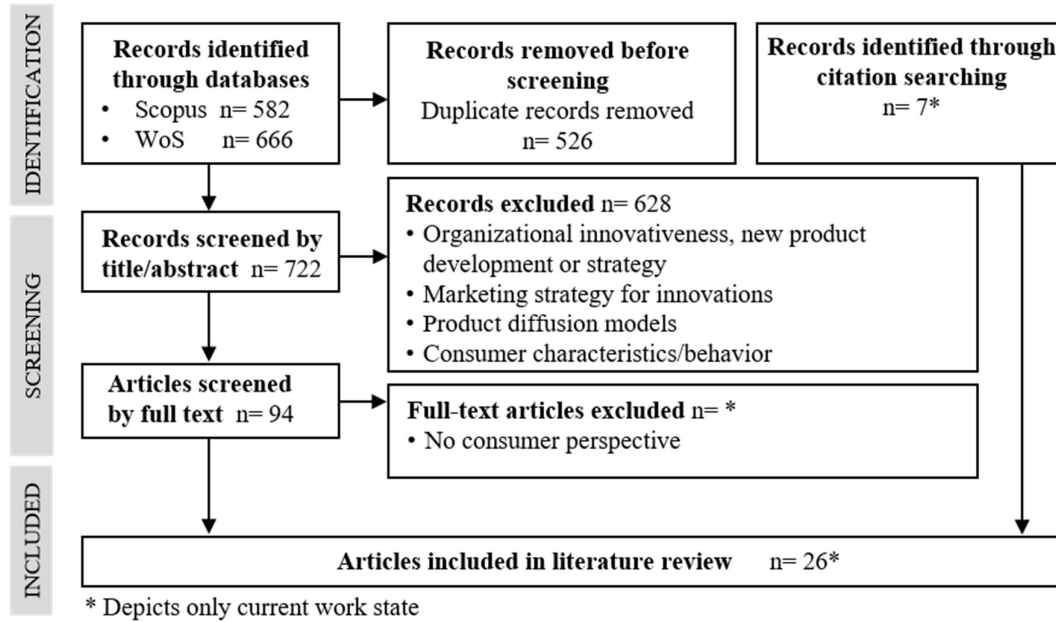 IDENTIFICATION
Records identified
through databases
• Scopus n= 582
• WoS n= 666
Records removed before
screening
Duplicate records removed
n= 526
Records identified through
citation searching
n= 7*
SCREENING
Records screened by
title/abstract n= 722
Records excluded n= 628
• Organizational innovativeness, new product
development or strategy
• Marketing strategy for innovations
• Product diffusion models
• Consumer characteristics/behavior
Articles screened
by full text n= 94
Full-text articles excluded n= *
• No consumer perspective
INCLUDED
Articles included in literature review n= 26*
* Depicts only current work state